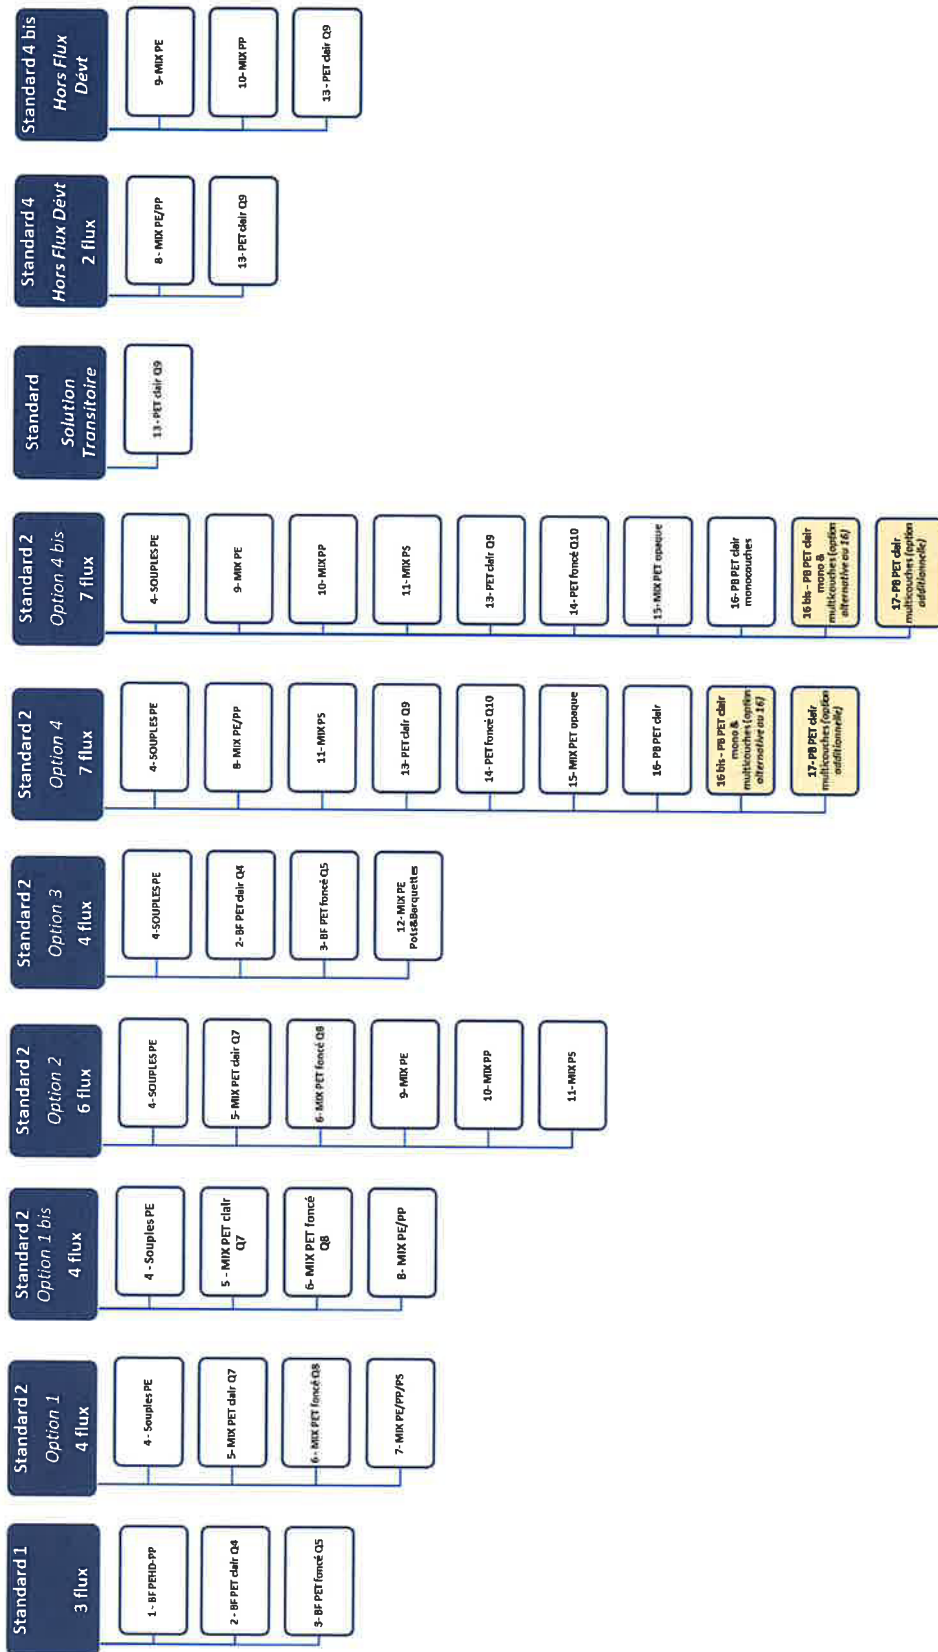 Standard 1
3 flux
1 - BF PEHD-PP
2 - BF PET clair Q4
3- BF PET foncé Q5
Standard 2
Option 1
4 flux
4 - Souples PE
5- MIX PET clair Q7
6 - MIX PET foncé Q8
7- MIX PE/PP/PS
Standard 2
Option 1 bis
4 flux
4 - Souples PE
5 - MIX PET clair
Q7
6- MIX PET foncé
Q8
8- MIX PE/PP
Standard 2
Option 2
6 flux
4- SOUPLES PE
5- MIX PET clair Q7
6- MIX PET foncé Q8
9- MIX PE
10- MIX PP
11- MIX PS
Standard 2
Option 3
4 flux
4-SOUPLES PE
2- BF PET clair Q4
3- BF PET foncé Q5
12- MIX PE
Pots&Barquettes
Standard 2
Option 4
7 flux
4- SOUPLES PE
8- MIX PE/PP
11- MIX PS
13- PET clair Q9
14- PET foncé Q10
15- MIX PET opaque
16- PB PET clair
16 bis - PB PET clair
mono &
multicouches (option
alternative au 16)
17- PB PET clair
multicouches (option
additionnelle)
Standard 2
Option 4 bis
7 flux
4- SOUPLES PE
9- MIX PE
10- MIX PP
11- MIX PS
13- PET clair Q9
14- PET foncé Q10
15- MIX PET opaque
16- PB PET clair
monocouches
16 bis - PB PET clair
mono &
multicouches (option
alternative au 16)
17- PB PET clair
multicouches (option
additionnelle)
Standard
Solution
Transitoire
13 - PET clair Q9
Standard 4
Hors Flux Dévt
2 flux
8 - MIX PE/PP
13- PET clair Q9
Standard 4 bis
Hors Flux
Dévt
9- MIX PE
10- MIX PP
13 - PET clair Q9